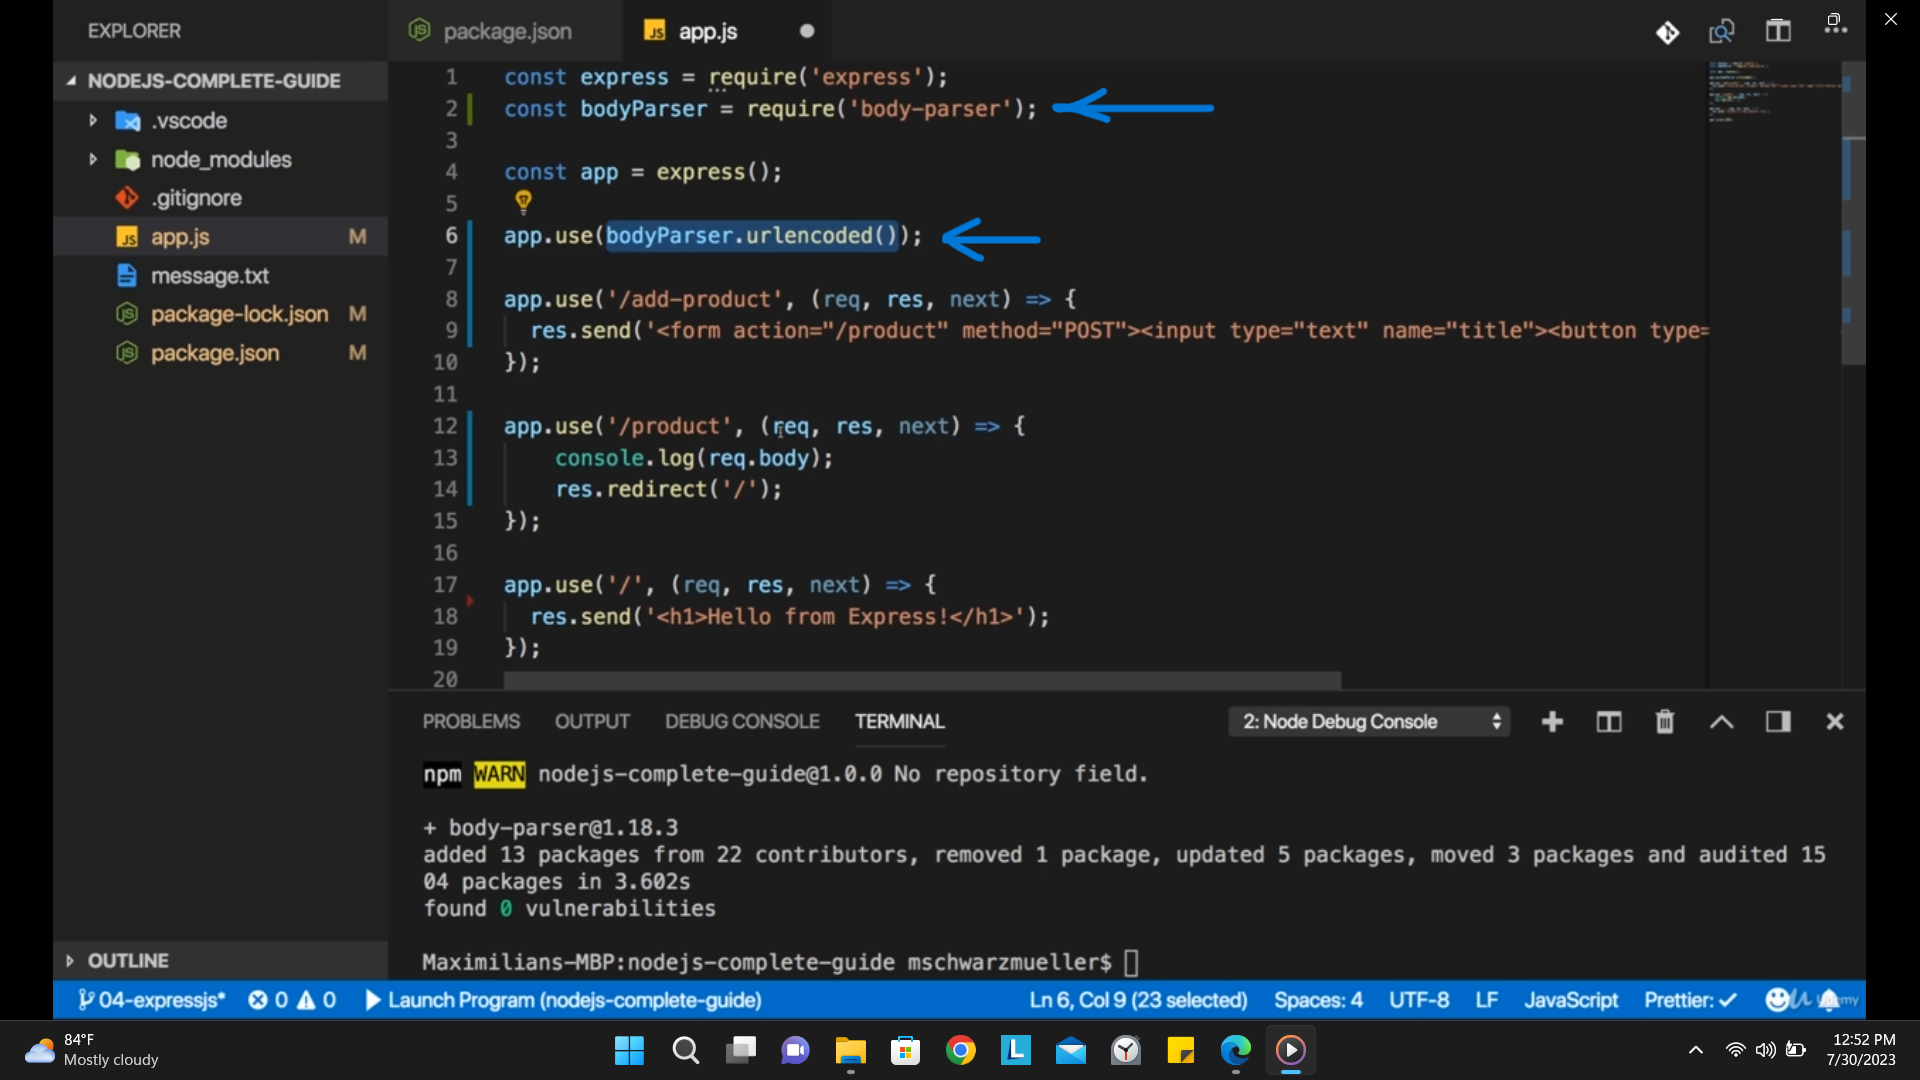 EXPLORER
package.json
app.js
NODEJS-COMPLETE-GUIDE
.vscode
node_modules
.gitignore
app.js M
message.txt
package-lock.json M
package.json M
OUTLINE
1 const express = require('express');
2 const bodyParser = require('body-parser');
3
4 const app = express();
5
6 app.use(bodyParser.urlencoded());
7
8 app.use('/add-product', (req, res, next) => {
9 res.send('<form action="/product" method="POST"><input type="text" name="title"><button type=
10 });
11
12 app.use('/product', (req, res, next) => {
13 console.log(req.body);
14 res.redirect('/');
15 });
16
17 app.use('/', (req, res, next) => {
18 res.send('<h1>Hello from Express!</h1>');
19 });
20
PROBLEMS OUTPUT DEBUG CONSOLE TERMINAL 2: Node Debug Console
npm WARN nodejs-complete-guide@1.0.0 No repository field.
+ body-parser@1.18.3
added 13 packages from 22 contributors, removed 1 package, updated 5 packages, moved 3 packages and audited 15
04 packages in 3.602s
found 0 vulnerabilities
Maximilians-MBP:nodejs-complete-guide mschwarzmueller$
04-expressjs* 0 0 Launch Program (nodejs-complete-guide) Ln 6, Col 9 (23 selected) Spaces: 4 UTF-8 LF JavaScript Prettier: ✓
84°F
Mostly cloudy
12:52 PM
7/30/2023